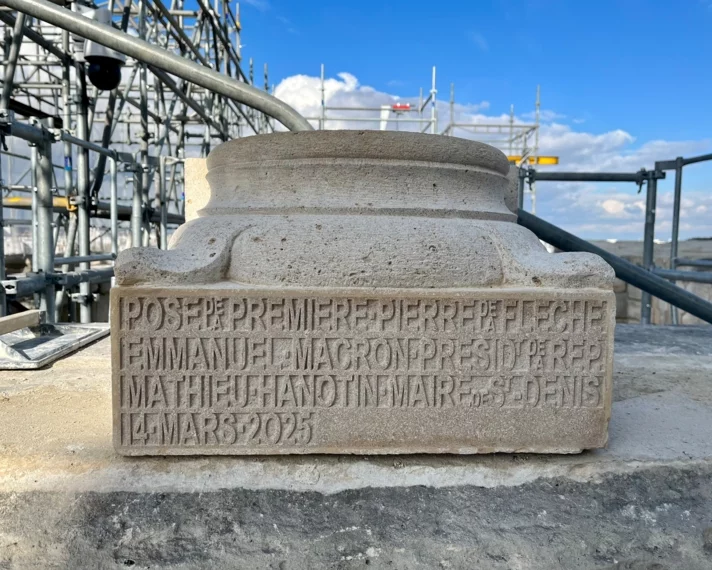 POSE DE LA PREMIERE·PIERRE DE LA FLECHE
EMMANUEL·MACRON·PRESIDT DE LA REP
MATHIEU·HANOTIN·MAIRE DE ST-DENIS
14·MARS·2025